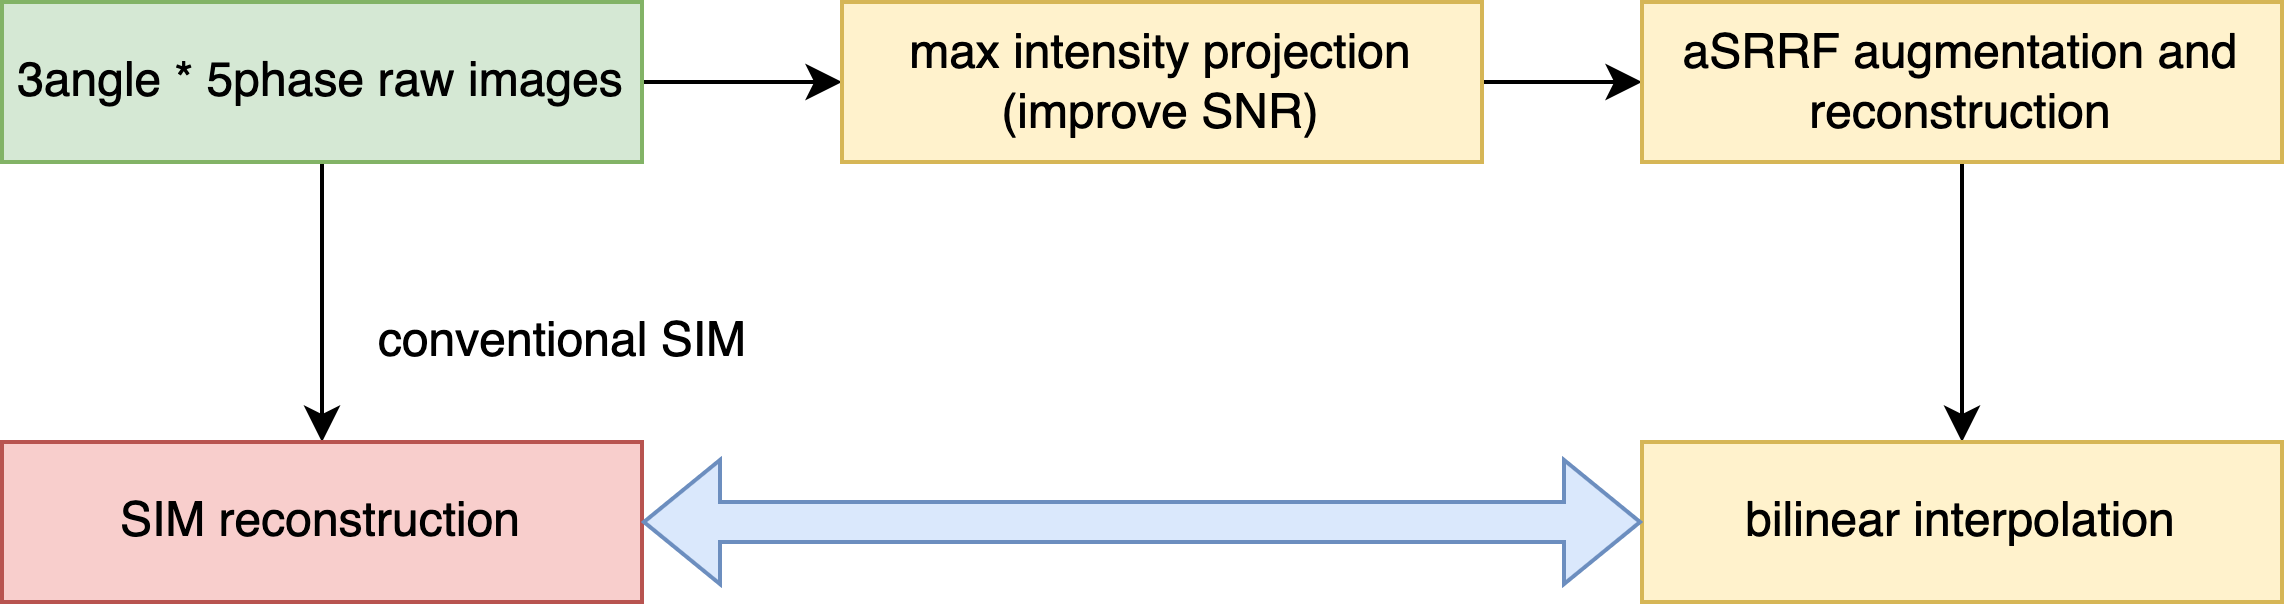 3angle * 5phase raw images
max intensity projection
(improve SNR)
aSRRF augmentation and
reconstruction
conventional SIM
SIM reconstruction
bilinear interpolation